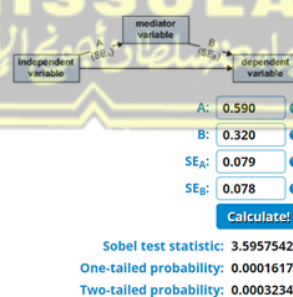 mediator
variable
A
(SEA)
B
(SEB)
independent
variable
dependent
variable
A: 0.590
B: 0.320
SEA: 0.079
SEB: 0.078
Calculate!
Sobel test statistic: 3.5957542
One-tailed probability: 0.0001617
Two-tailed probability: 0.0003234